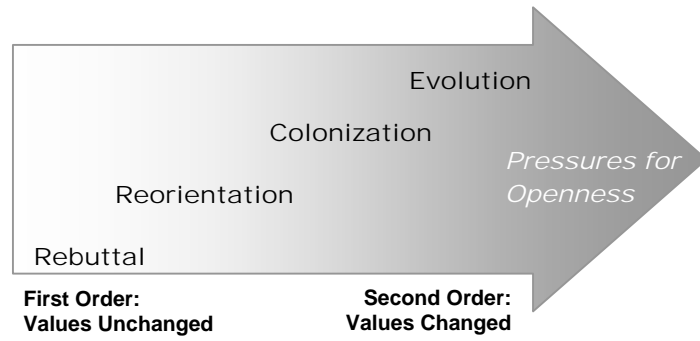 Evolution
Colonization
Pressures for
Openness
Reorientation
Rebuttal
First Order:
Values Unchanged
Second Order:
Values Changed